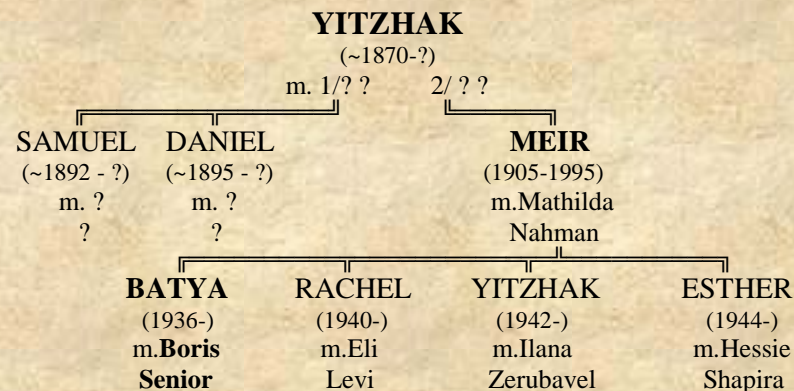 YITZHAK
(~1870-?)
m. 1/? ? 2/ ? ?
SAMUEL DANIEL MEIR
(~1892 - ?) (~1895 - ?) (1905-1995)
m. ? m. ? m.Mathilda
? ? Nahman
BATYA RACHEL YITZHAK ESTHER
(1936-) (1940-) (1942-) (1944-)
m.Boris m.Eli m.Ilana m.Hessie
Senior Levi Zerubavel Shapira